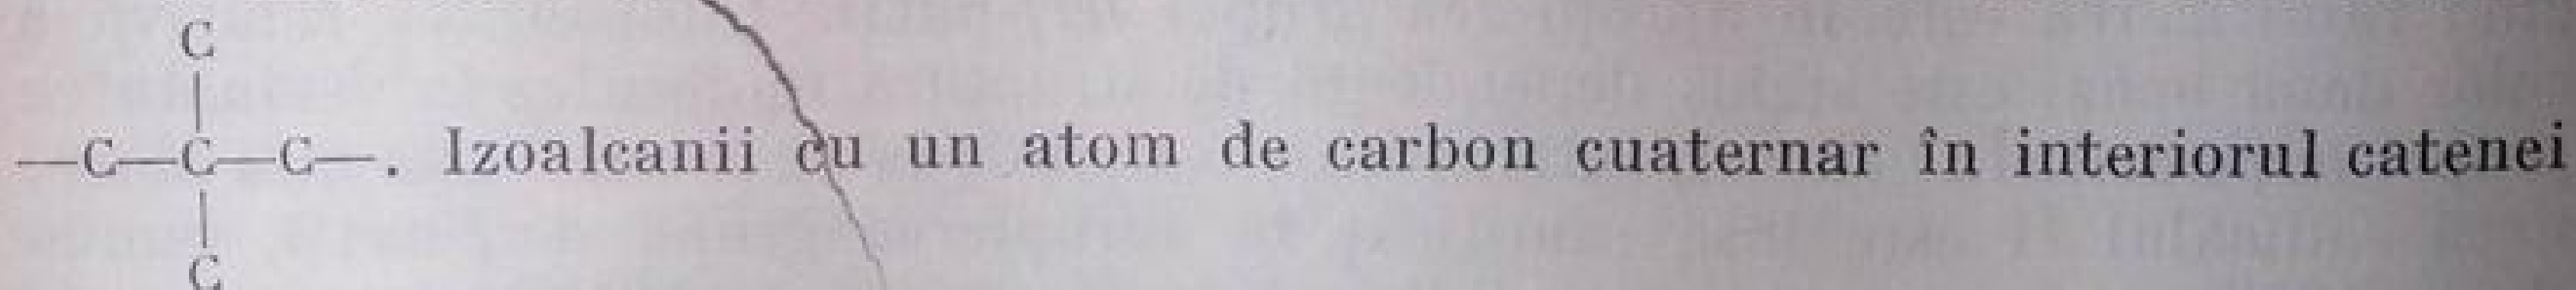 C
—C—C—C—. Izoalcanii cu un atom de carbon cuaternar în interiorul catenei
C